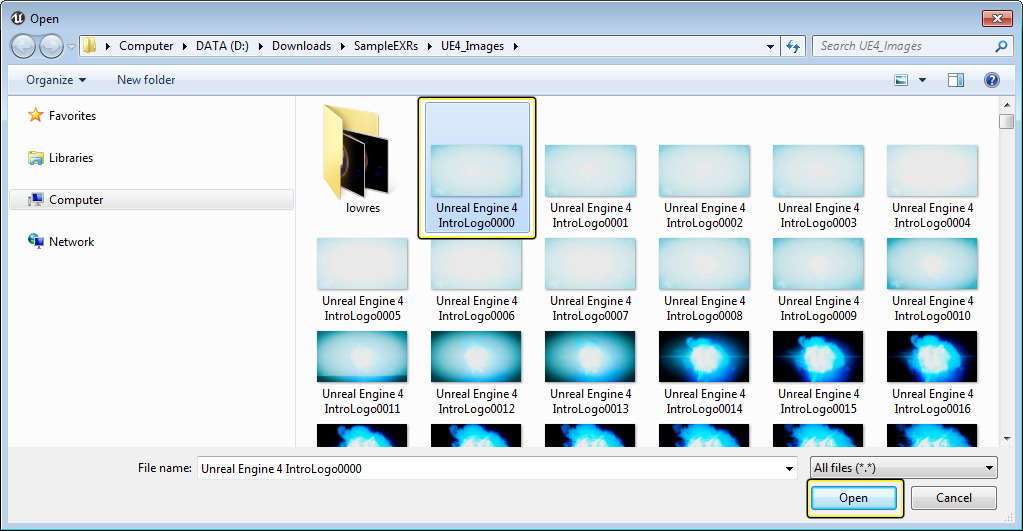 Open
Computer
DATA (D:)
Downloads
SampleEXRs
UE4_Images
Search UE4_Images
Organize
New folder
Favorites
Libraries
Computer
Network
lowres
Unreal Engine 4
IntroLogo0000
Unreal Engine 4
IntroLogo0001
Unreal Engine 4
IntroLogo0002
Unreal Engine 4
IntroLogo0003
Unreal Engine 4
IntroLogo0004
Unreal Engine 4
IntroLogo0005
Unreal Engine 4
IntroLogo0006
Unreal Engine 4
IntroLogo0007
Unreal Engine 4
IntroLogo0008
Unreal Engine 4
IntroLogo0009
Unreal Engine 4
IntroLogo0010
Unreal Engine 4
IntroLogo0011
Unreal Engine 4
IntroLogo0012
Unreal Engine 4
IntroLogo0013
Unreal Engine 4
IntroLogo0014
Unreal Engine 4
IntroLogo0015
Unreal Engine 4
IntroLogo0016
File name:
Unreal Engine 4 IntroLogo0000
All files (*.*)
Open
Cancel